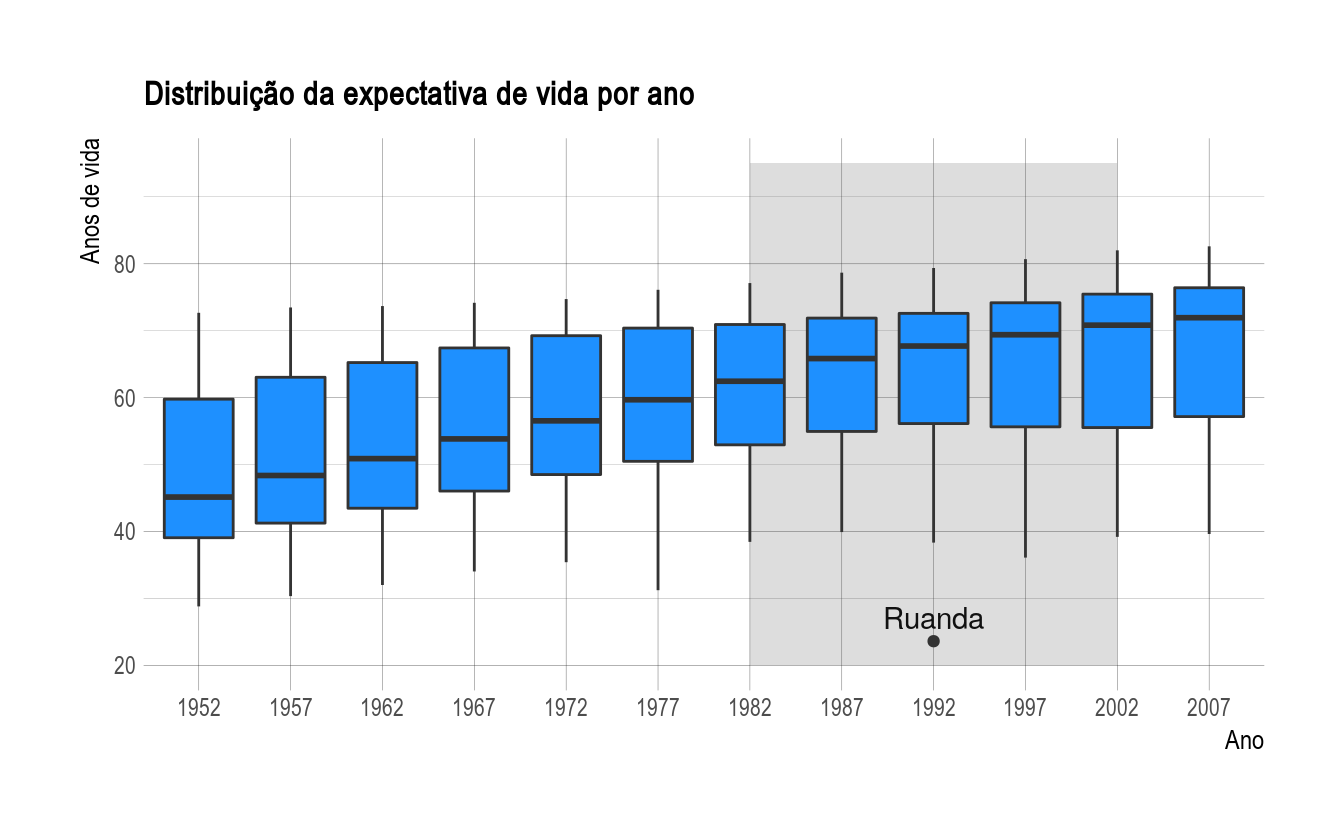 Distribuição da expectativa de vida por ano
Anos de vida
80
60
40
20
Ruanda
1952 1957 1962 1967 1972 1977 1982 1987 1992 1997 2002 2007
Ano